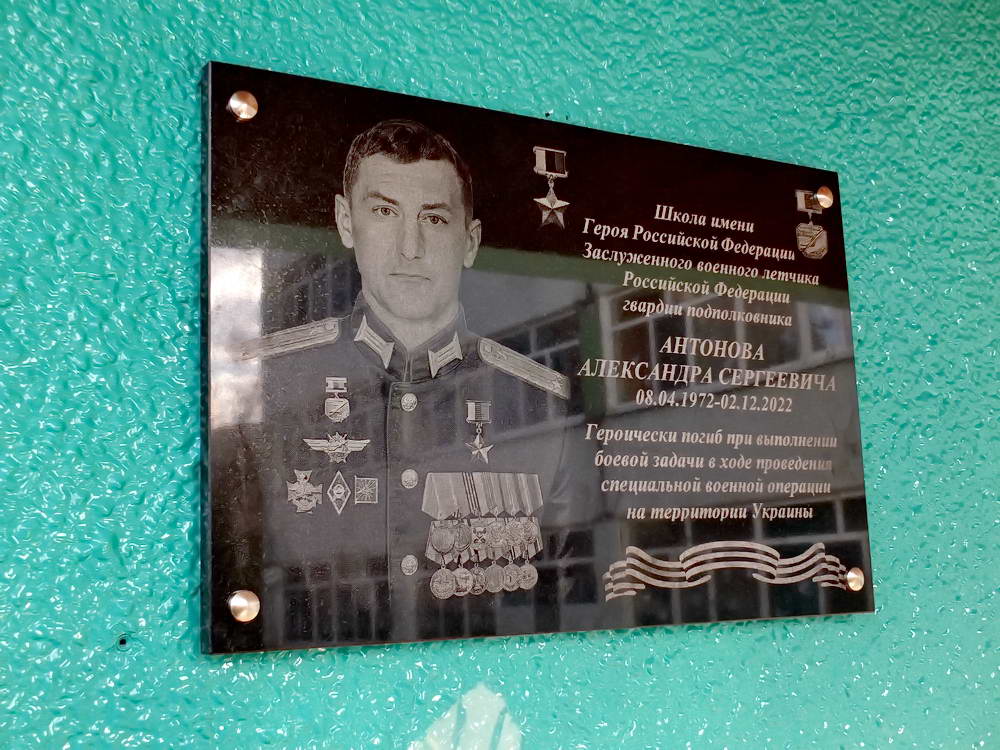 Школа имени
Героя Российской Федерации
Заслуженного военного летчика
Российской Федерации
гвардии подполковника
АНТОНОВА
АЛЕКСАНДРА СЕРГЕЕВИЧА
08.04.1972-02.12.2022
Героически погиб при выполнении
боевой задачи в ходе проведения
специальной военной операции
на территории Украины